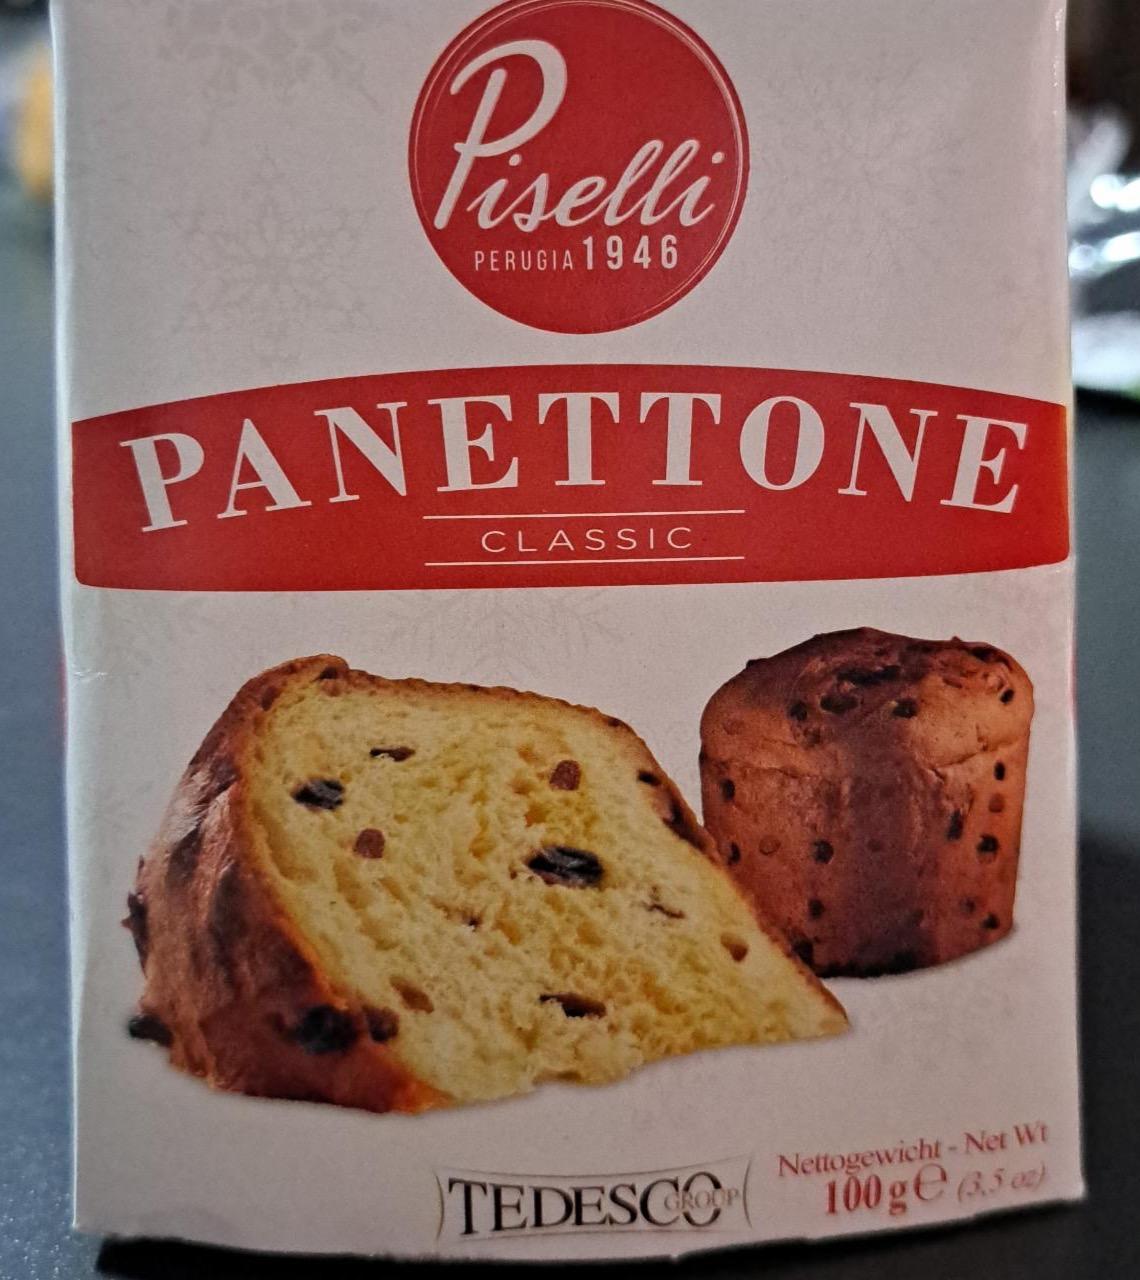 Piselli
PERUGIA 1946
PANETTONE
CLASSIC
TEDESCO
GROUP
Nettogewicht - Net Wt
100 g e (3,5 oz)